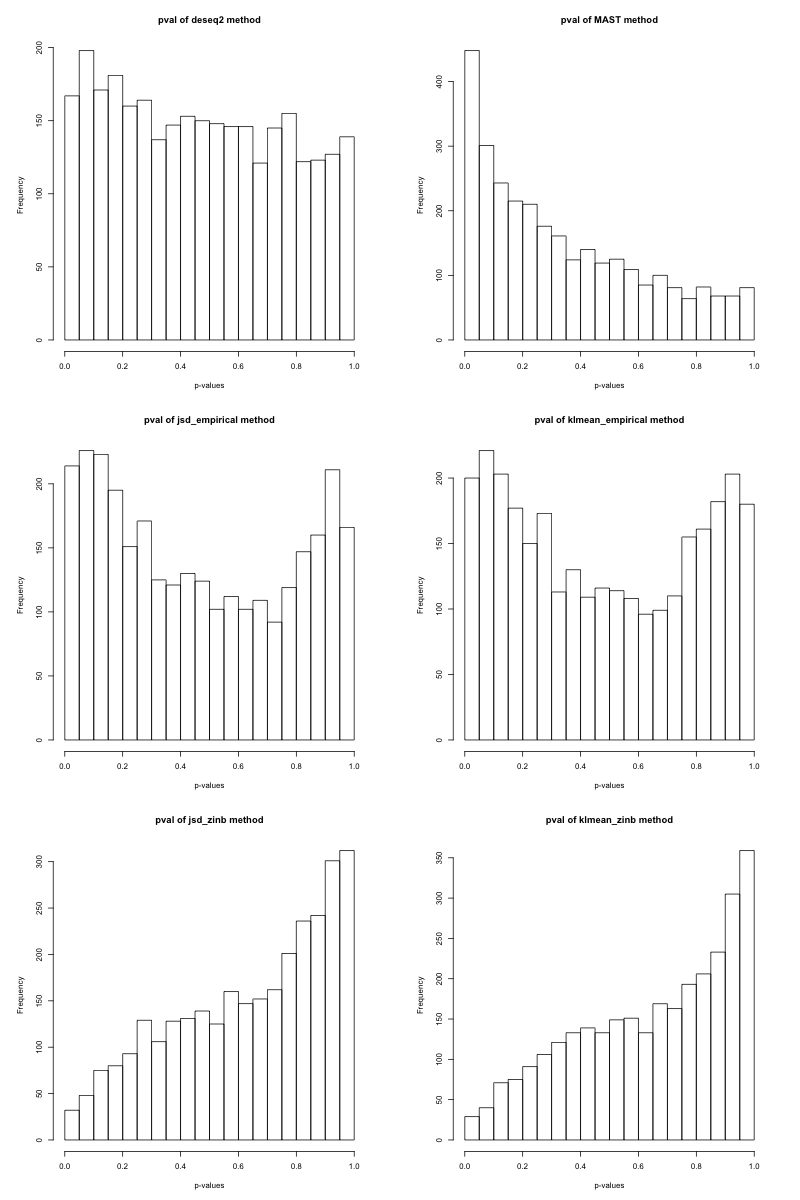 pval of deseq2 method
Frequency
0
50
100
150
200
0.0 0.2 0.4 0.6 0.8 1.0
p-values
pval of MAST method
Frequency
0
100
200
300
400
0.0 0.2 0.4 0.6 0.8 1.0
p-values
pval of jsd_empirical method
Frequency
0
50
100
150
200
0.0 0.2 0.4 0.6 0.8 1.0
p-values
pval of klmean_empirical method
Frequency
0
50
100
150
200
0.0 0.2 0.4 0.6 0.8 1.0
p-values
pval of jsd_zinb method
Frequency
0
50
100
150
200
250
300
0.0 0.2 0.4 0.6 0.8 1.0
p-values
pval of klmean_zinb method
Frequency
0
50
100
150
200
250
300
350
0.0 0.2 0.4 0.6 0.8 1.0
p-values